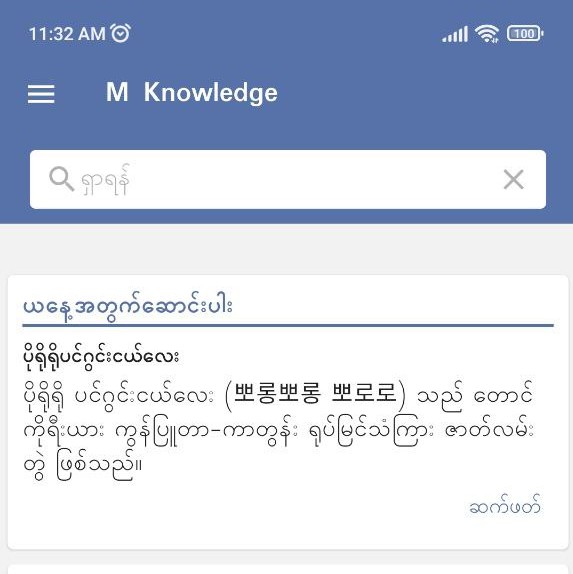 11:32 AM
100
M Knowledge
ရှာရန်
ယနေ့အတွက်ဆောင်းပါး
ပိုရိုရိုပင်ဂွင်းငယ်လေး
ပိုရိုရို ပင်ဂွင်းငယ်လေး (뽀롱뽀롱 뽀로로) သည် တောင်
ကိုရီးယား ကွန်ပြူတာ-ကာတွန်း ရုပ်မြင်သံကြား ဇာတ်လမ်း
တွဲ ဖြစ်သည်။
ဆက်ဖတ်